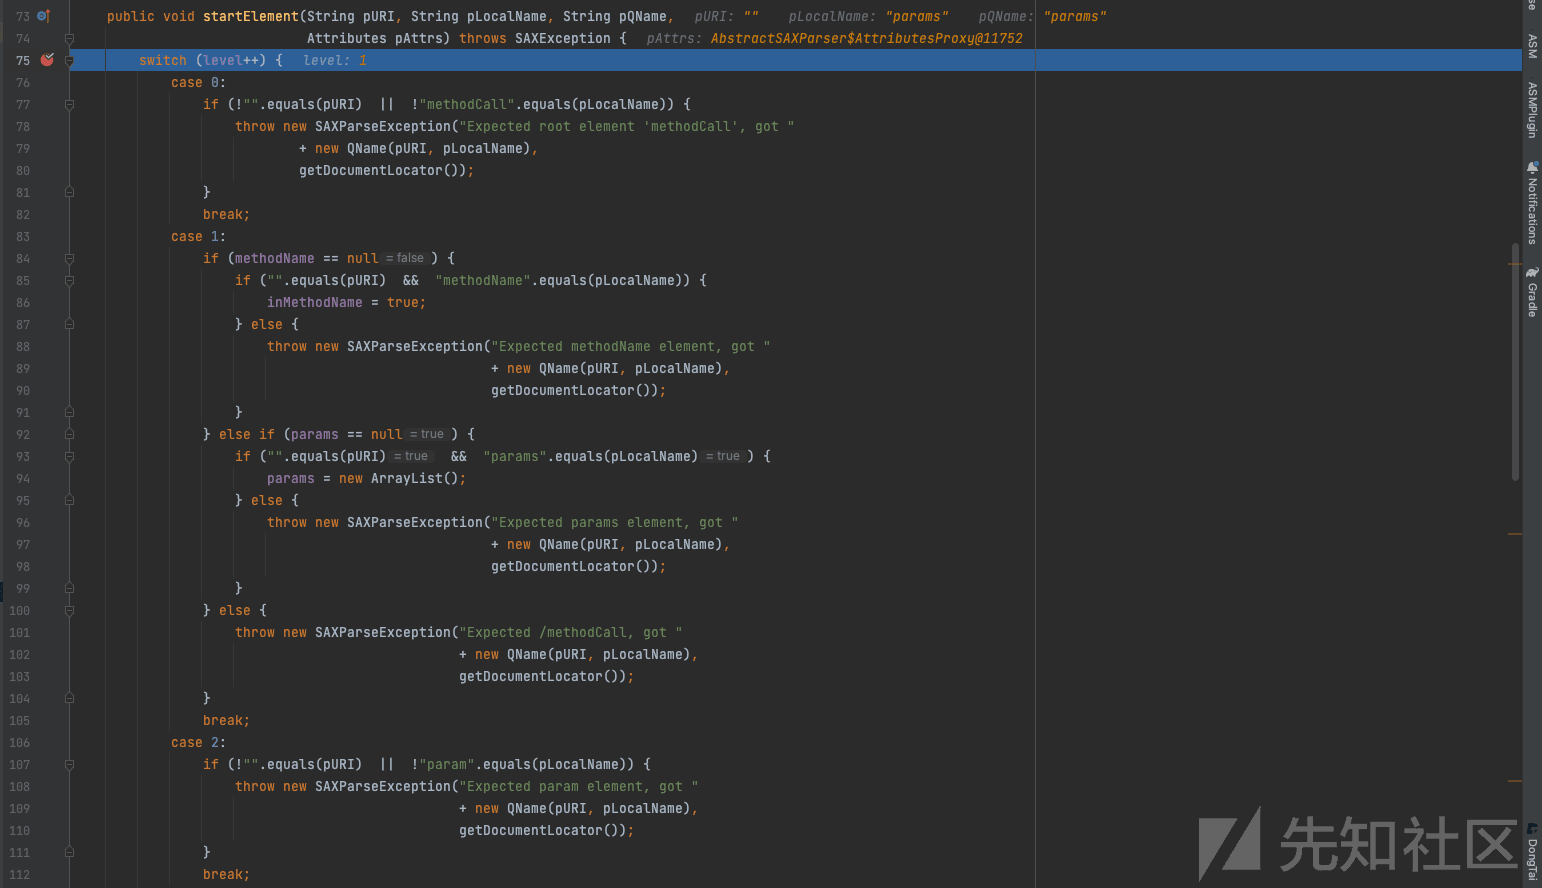 73 public void startElement(String pURI, String pLocalName, String pQName, pURI: "" pLocalName: "params" pQName: "params"
74 Attributes pAttrs) throws SAXException { pAttrs: AbstractSAXParser$AttributesProxy@11752
75 switch (level++) { level: 1
76 case 0:
77 if (!"".equals(pURI) || !"methodCall".equals(pLocalName)) {
78 throw new SAXParseException("Expected root element 'methodCall', got "
79 + new QName(pURI, pLocalName),
80 getDocumentLocator());
81 }
82 break;
83 case 1:
84 if (methodName == null = false ) {
85 if ("".equals(pURI) && "methodName".equals(pLocalName)) {
86 inMethodName = true;
87 } else {
88 throw new SAXParseException("Expected methodName element, got "
89 + new QName(pURI, pLocalName),
90 getDocumentLocator());
91 }
92 } else if (params == null = true ) {
93 if ("".equals(pURI) = true && "params".equals(pLocalName) = true ) {
94 params = new ArrayList();
95 } else {
96 throw new SAXParseException("Expected params element, got "
97 + new QName(pURI, pLocalName),
98 getDocumentLocator());
99 }
100 } else {
101 throw new SAXParseException("Expected /methodCall, got "
102 + new QName(pURI, pLocalName),
103 getDocumentLocator());
104 }
105 break;
106 case 2:
107 if (!"".equals(pURI) || !"param".equals(pLocalName)) {
108 throw new SAXParseException("Expected param element, got "
109 + new QName(pURI, pLocalName),
110 getDocumentLocator());
111 }
112 break;
ASM
ASMPlugin
Notifications
Gradle
DongTai
先知社区